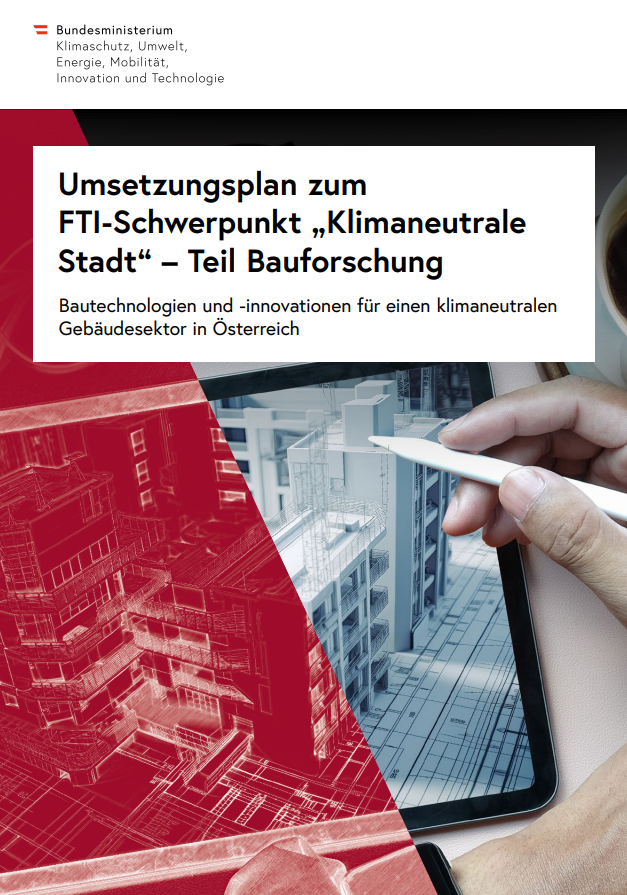 Bundesministerium
Klimaschutz, Umwelt,
Energie, Mobilität,
Innovation und Technologie
Umsetzungsplan zum
FTI-Schwerpunkt „Klimaneutrale
Stadt“ – Teil Bauforschung
Bautechnologien und -innovationen für einen klimaneutralen
Gebäudesektor in Österreich